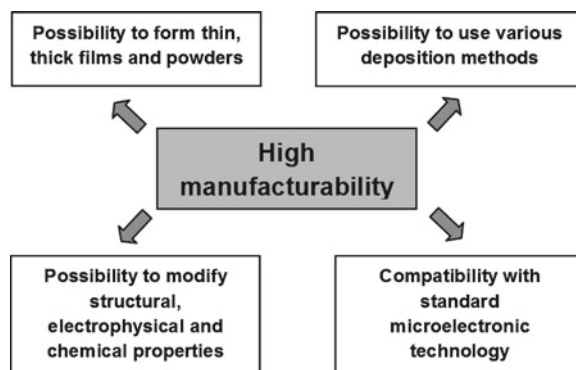 Possibility to form thin,
thick films and powders
Possibility to use various
deposition methods
High
manufacturability
Possibility to modify
structural,
electrophysical and
chemical properties
Compatibility with
standard
microelectronic
technology